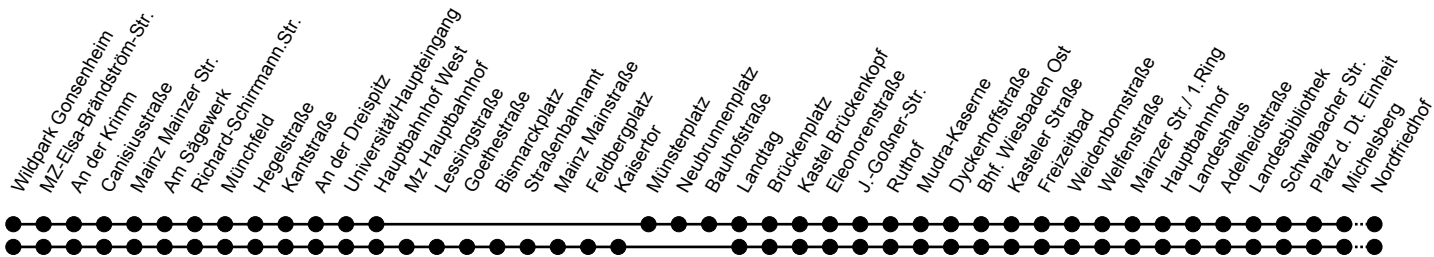 Wildpark Gonsenheim
MZ-Elsa-Brändström-Str.
An der Krimm
Canisiusstraße
Mainz Mainzer Str.
Am Sägewerk
Richard-Schirrmann.Str.
Münchfeld
Hegelstraße
Kantstraße
An der Dreispitz
Universität/Haupteingang
Hauptbahnhof West
Mz Hauptbahnhof
Lessingstraße
Goethestraße
Bismarckplatz
Straßenbahnamt
Mainz Mainstraße
Feldbergplatz
Kaisertor
Münsterplatz
Neubrunnenplatz
Bauhofstraße
Landtag
Brückenplatz
Kastel Brückenkopf
Eleonorenstraße
J.-Goßner-Str.
Ruthof
Mudra-Kaserne
Dyckerhoffstraße
Bhf. Wiesbaden Ost
Kasteler Straße
Freizeitbad
Weidenbornstraße
Welfenstraße
Mainzer Str./ 1.Ring
Hauptbahnhof
Landeshaus
Adelheidstraße
Landesbibliothek
Schwalbacher Str.
Platz d. Dt. Einheit
Michelsberg
Nordfriedhof